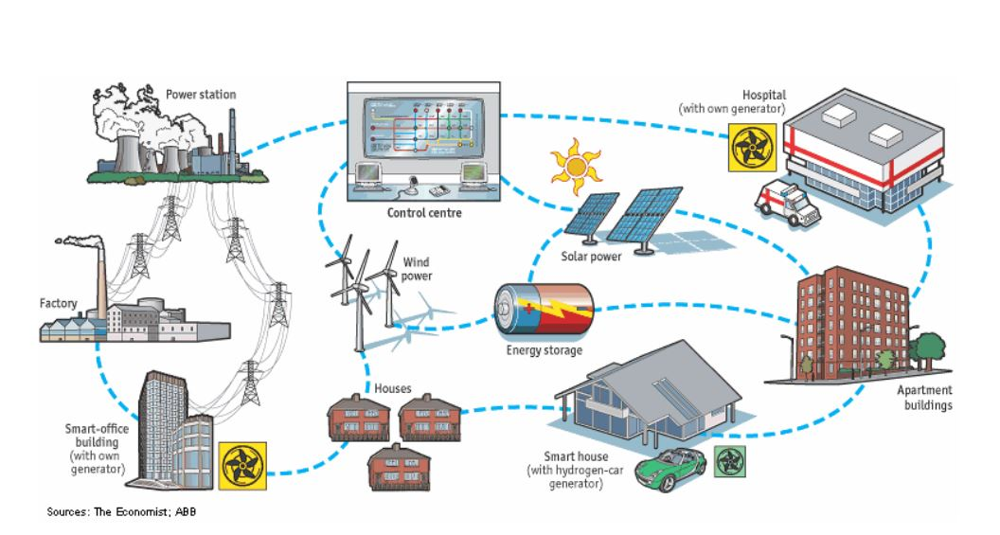 Power station
Hospital
(with own generator)
Control centre
Solar power
Wind
power
Factory
Energy storage
Houses
Apartment
buildings
Smart-office
building
(with own
generator)
Smart house
(with hydrogen-car
generator)
Sources: The Economist; ABB